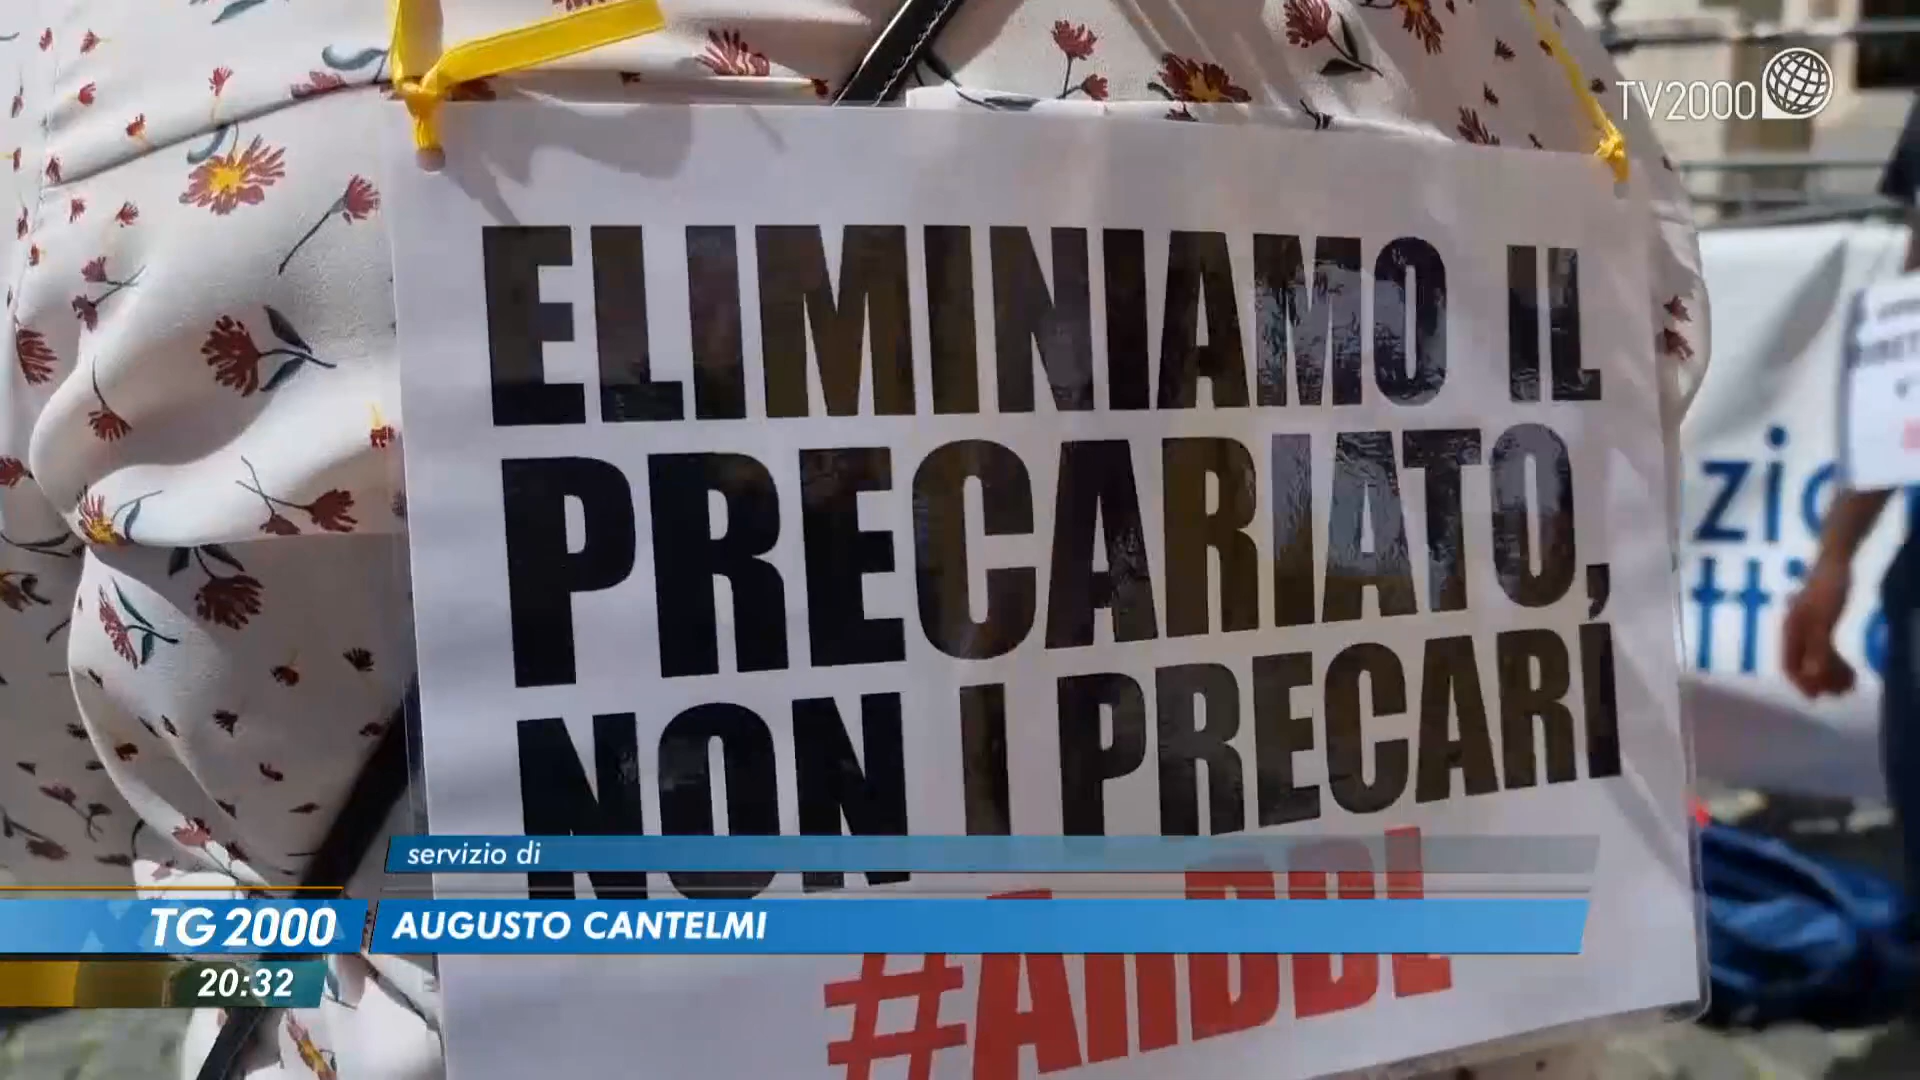 TV2000
ELIMINIAMO IL
PRECARIATO,
NON I PRECARI
servizio di
TG 2000
AUGUSTO CANTELMI
20:32